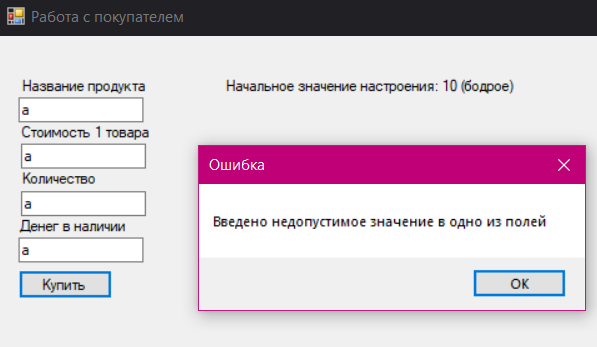 Работа с покупателем
Название продукта
Начальное значение настроения: 10 (бодрое)
a
Стоимость 1 товара
a
Количество
a
Денег в наличии
a
Купить
Ошибка
Введено недопустимое значение в одно из полей
ОК